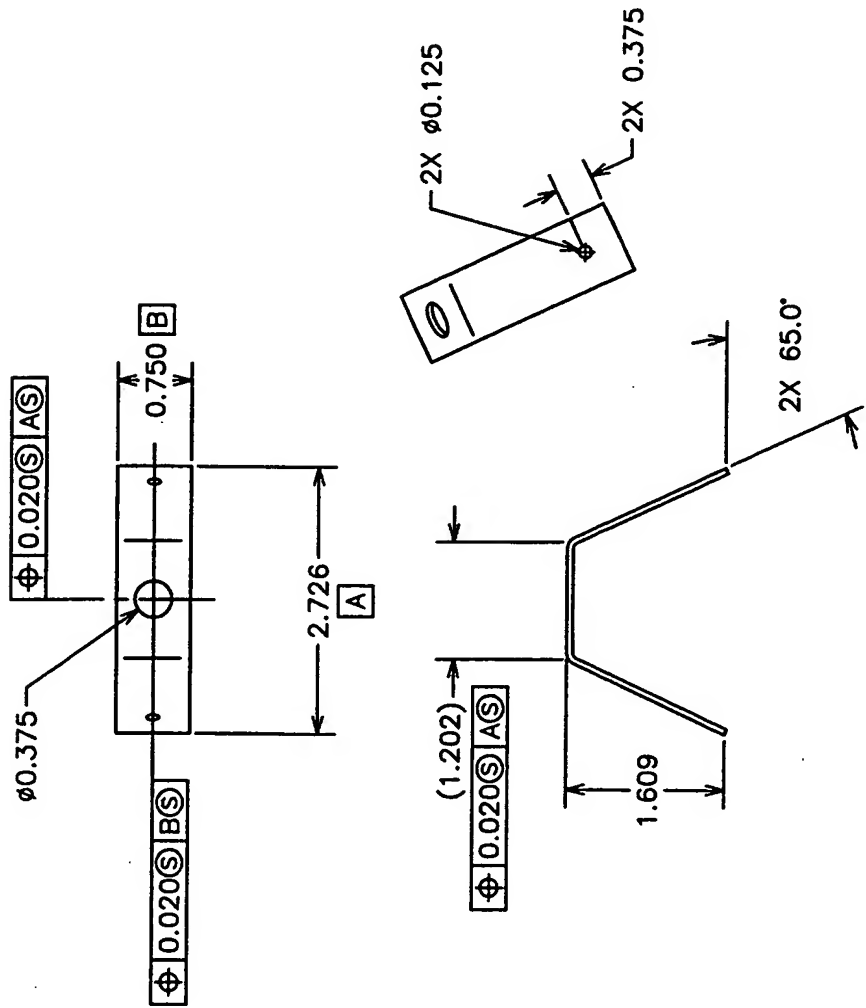 ⌖ 0.020Ⓢ AⓈ
ø0.375
0.750 B
⌖ 0.020Ⓢ BⓈ
2.726
A
2X ø0.125
2X 0.375
(1.202)
⌖ 0.020Ⓢ AⓈ
1.609
2X 65.0°